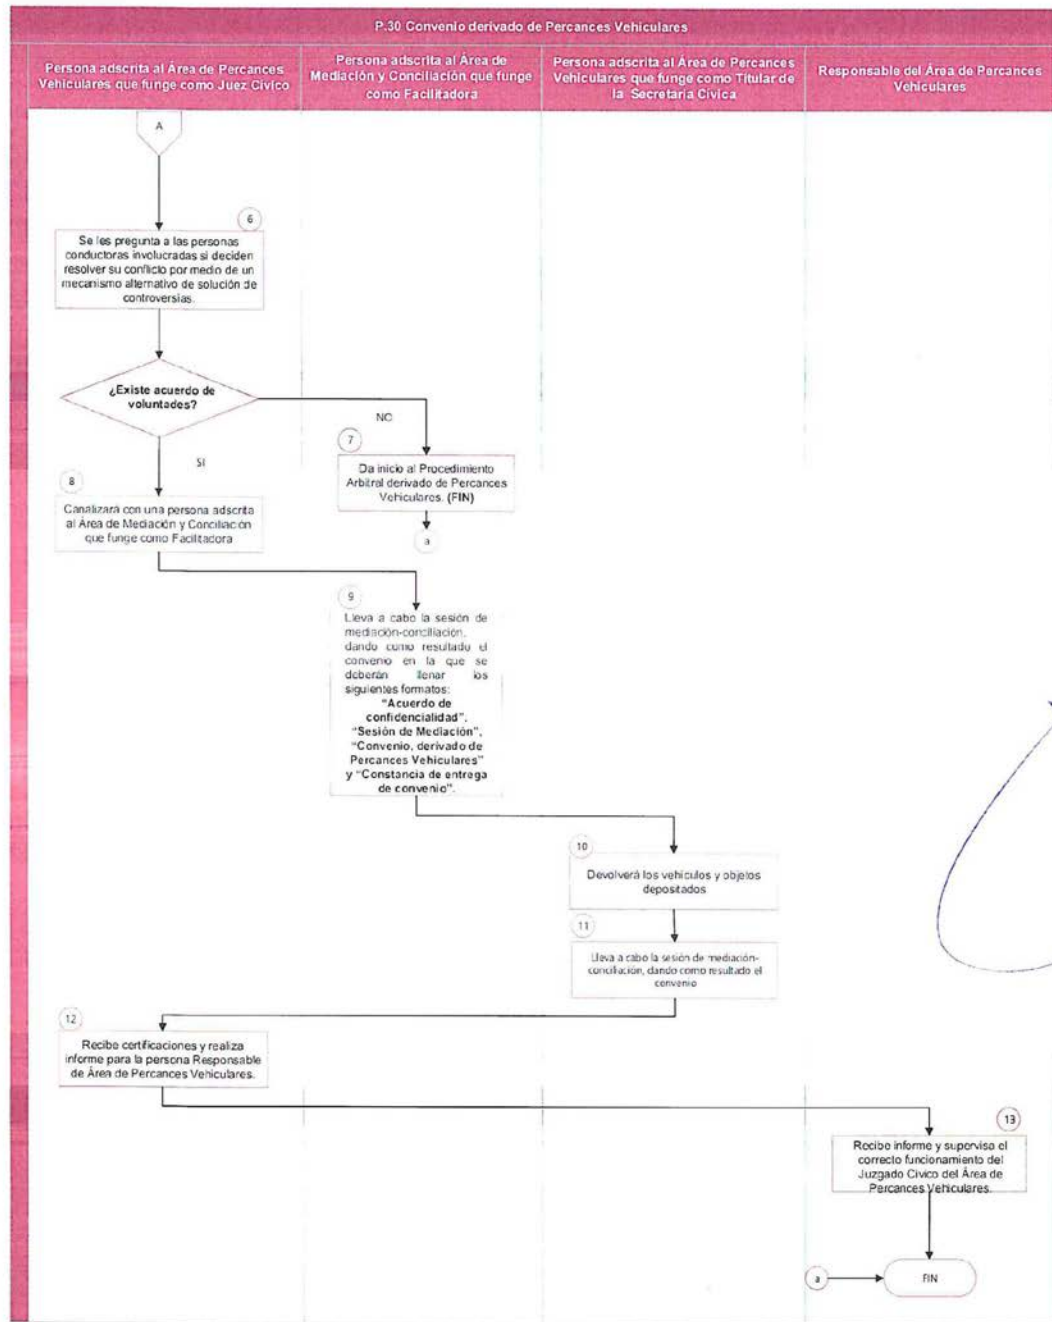 P.30 Convenio derivado de Percances Vehiculares
Persona adscrita al Área de Percances
Vehiculares que funge como Juez Cívico
Persona adscrita al Área de
Mediación y Conciliación que funge
como Facilitadora
Persona adscrita al Área de Percances
Vehiculares que funge como Titular de
la Secretaría Cívica
Responsable del Área de Percances
Vehiculares
A
6
Se les pregunta a las personas
conductoras involucradas si deciden
resolver su conflicto por medio de un
mecanismo alternativo de solución de
controversias.
¿Existe acuerdo de
voluntades?
NO
SI
7
Da inicio al Procedimiento
Arbitral derivado de Percances
Vehiculares. (FIN)
a
8
Canalizará con una persona adscrita
al Área de Mediación y Conciliación
que funge como Facilitadora
9
Lleva a cabo la sesión de
mediación-conciliación,
dando como resultado el
convenio en la que se
deberán llenar los
siguientes formatos:
"Acuerdo de
confidencialidad",
"Sesión de Mediación",
"Convenio, derivado de
Percances Vehiculares"
y "Constancia de entrega
de convenio".
10
Devolverá los vehículos y objetos
depositados
11
Lleva a cabo la sesión de mediación-
conciliación, dando como resultado el
convenio
12
Recibe certificaciones y realiza
informe para la persona Responsable
de Área de Percances Vehiculares.
13
Recibe informe y supervisa el
correcto funcionamiento del
Juzgado Cívico del Área de
Percances Vehiculares.
a
FIN